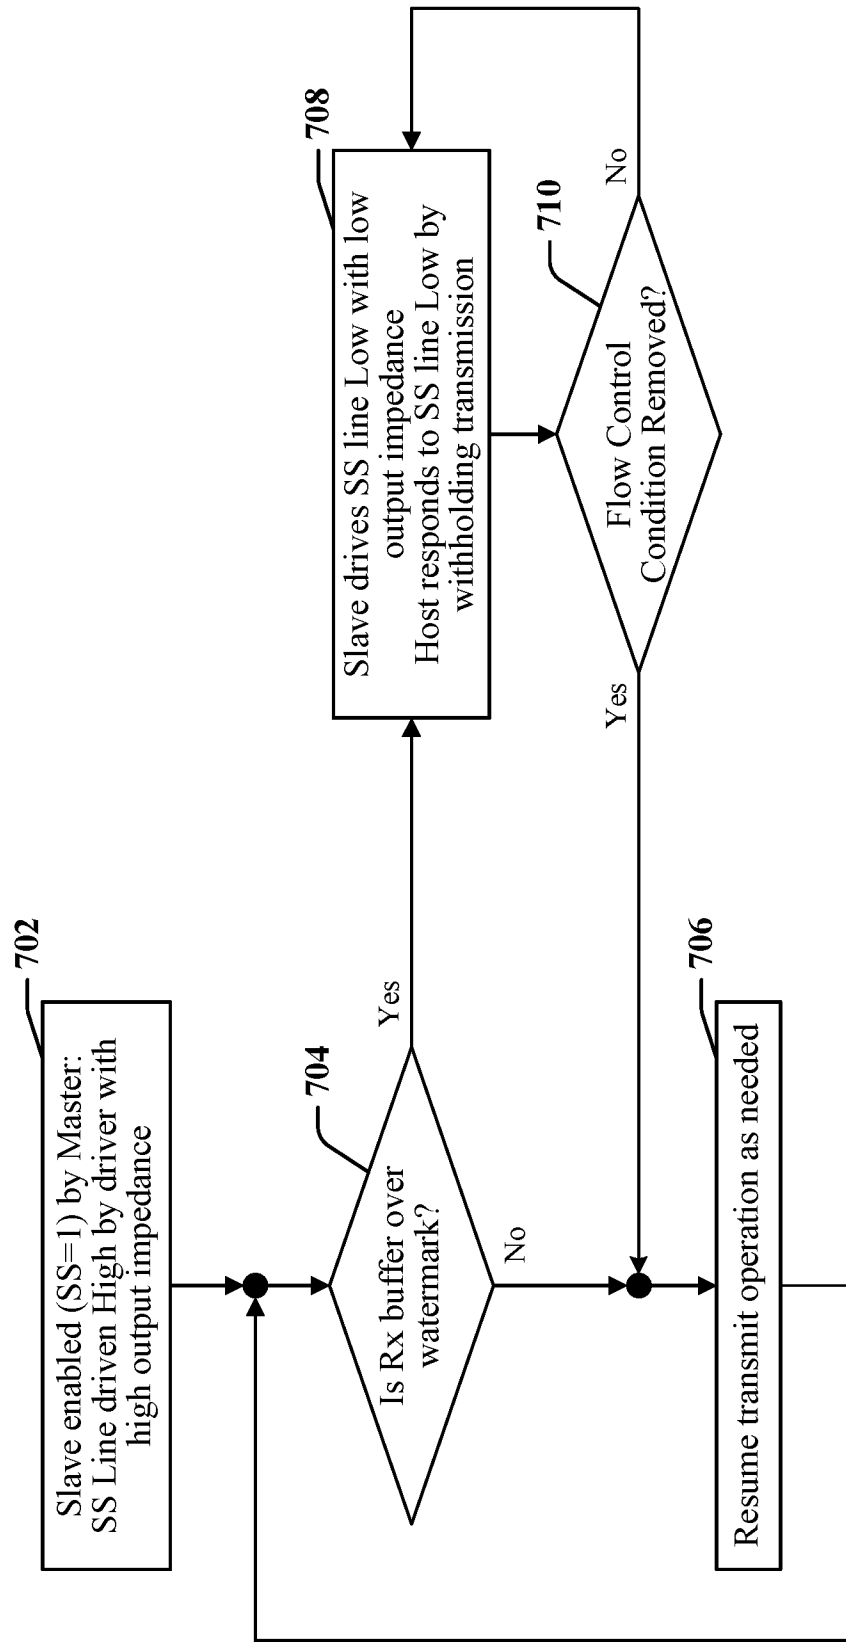 702
Slave enabled (SS=1) by Master:
SS Line driven High by driver with
high output impedance
704
Is Rx buffer over
watermark?
Yes
No
708
Slave drives SS line Low with low
output impedance
Host responds to SS line Low by
withholding transmission
710
Flow Control
Condition Removed?
No
Yes
706
Resume transmit operation as needed